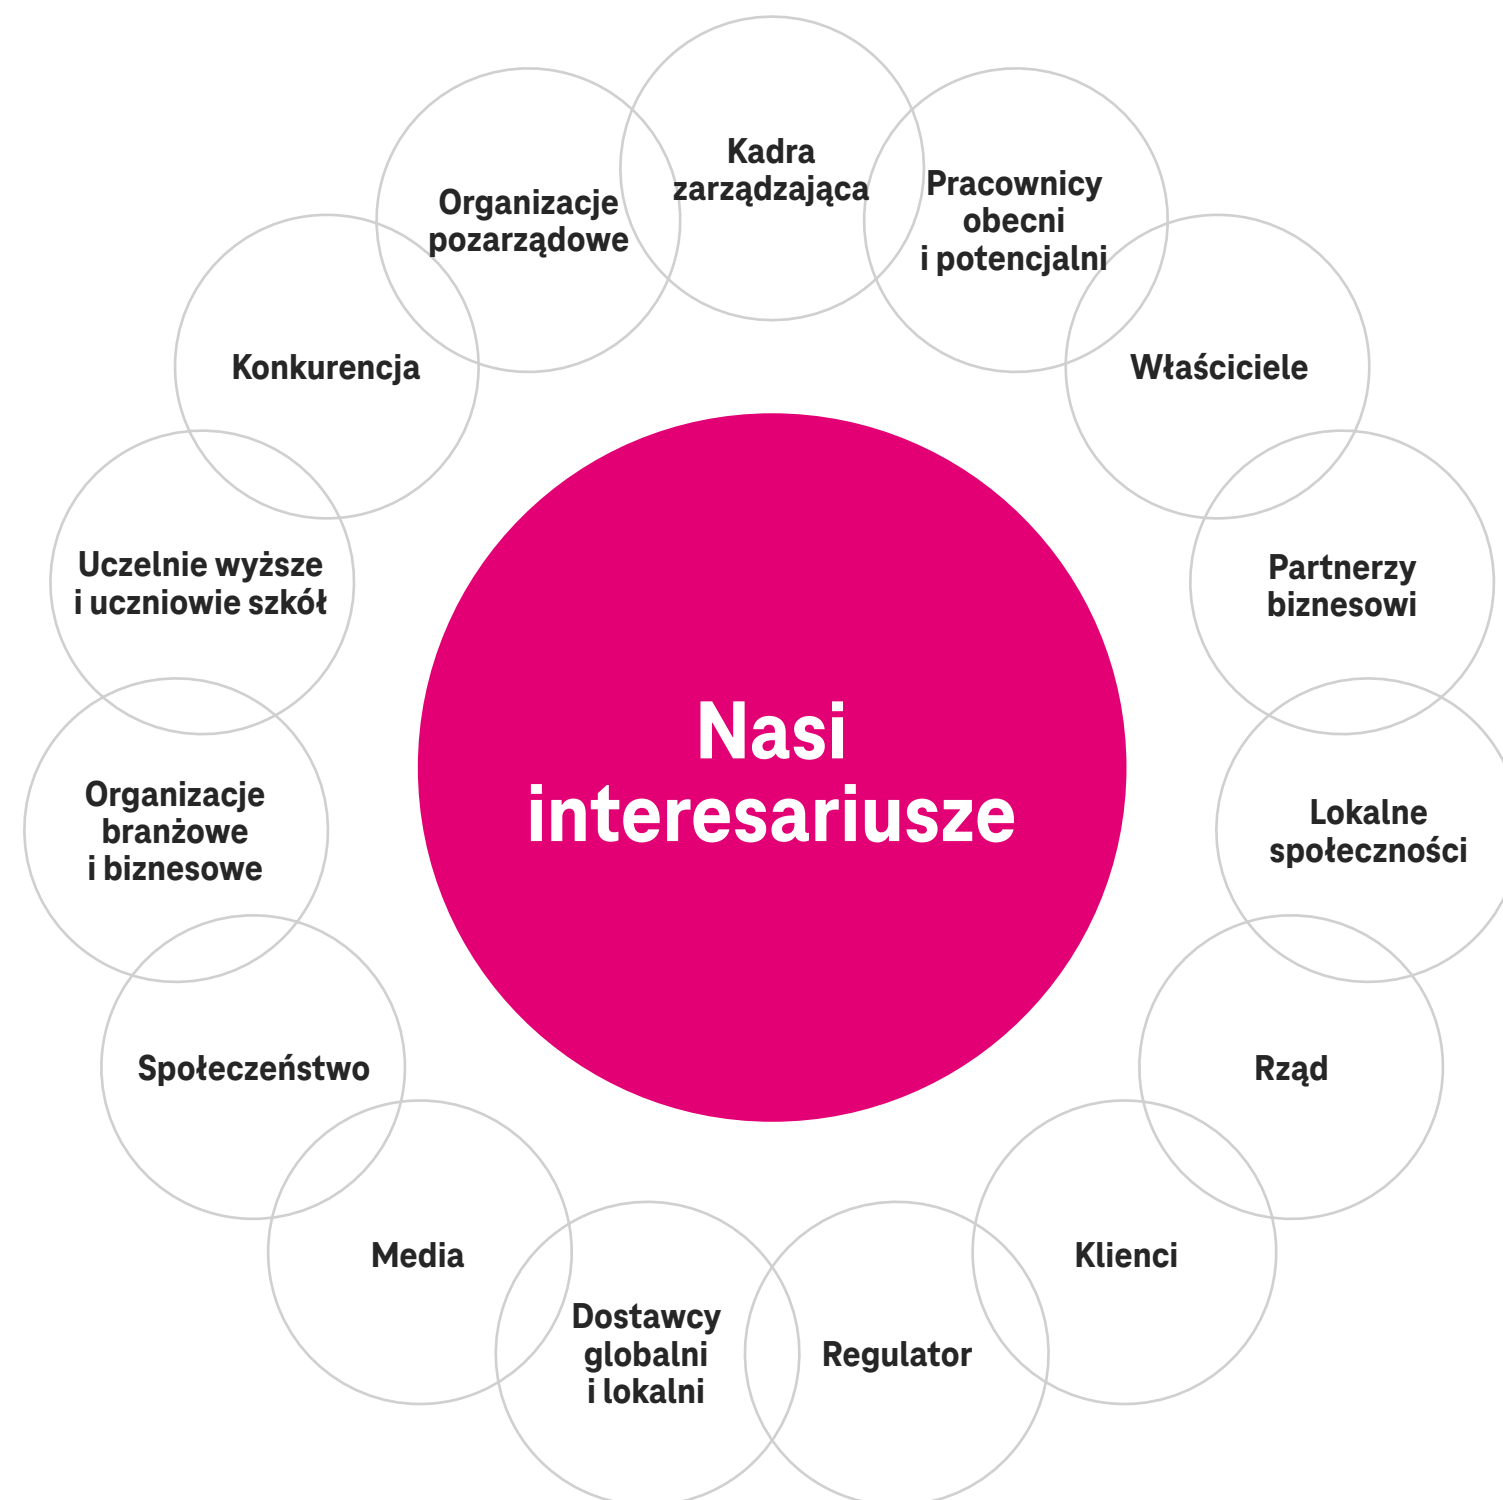 Kadra
zarządzająca
Pracownicy
obecni
i potencjalni
Właściciele
Partnerzy
biznesowi
Lokalne
społeczności
Rząd
Klienci
Regulator
Dostawcy
globalni
i lokalni
Media
Społeczeństwo
Organizacje
branżowe
i biznesowe
Uczelnie wyższe
i uczniowie szkół
Konkurencja
Organizacje
pozarządowe
Nasi
interesariusze